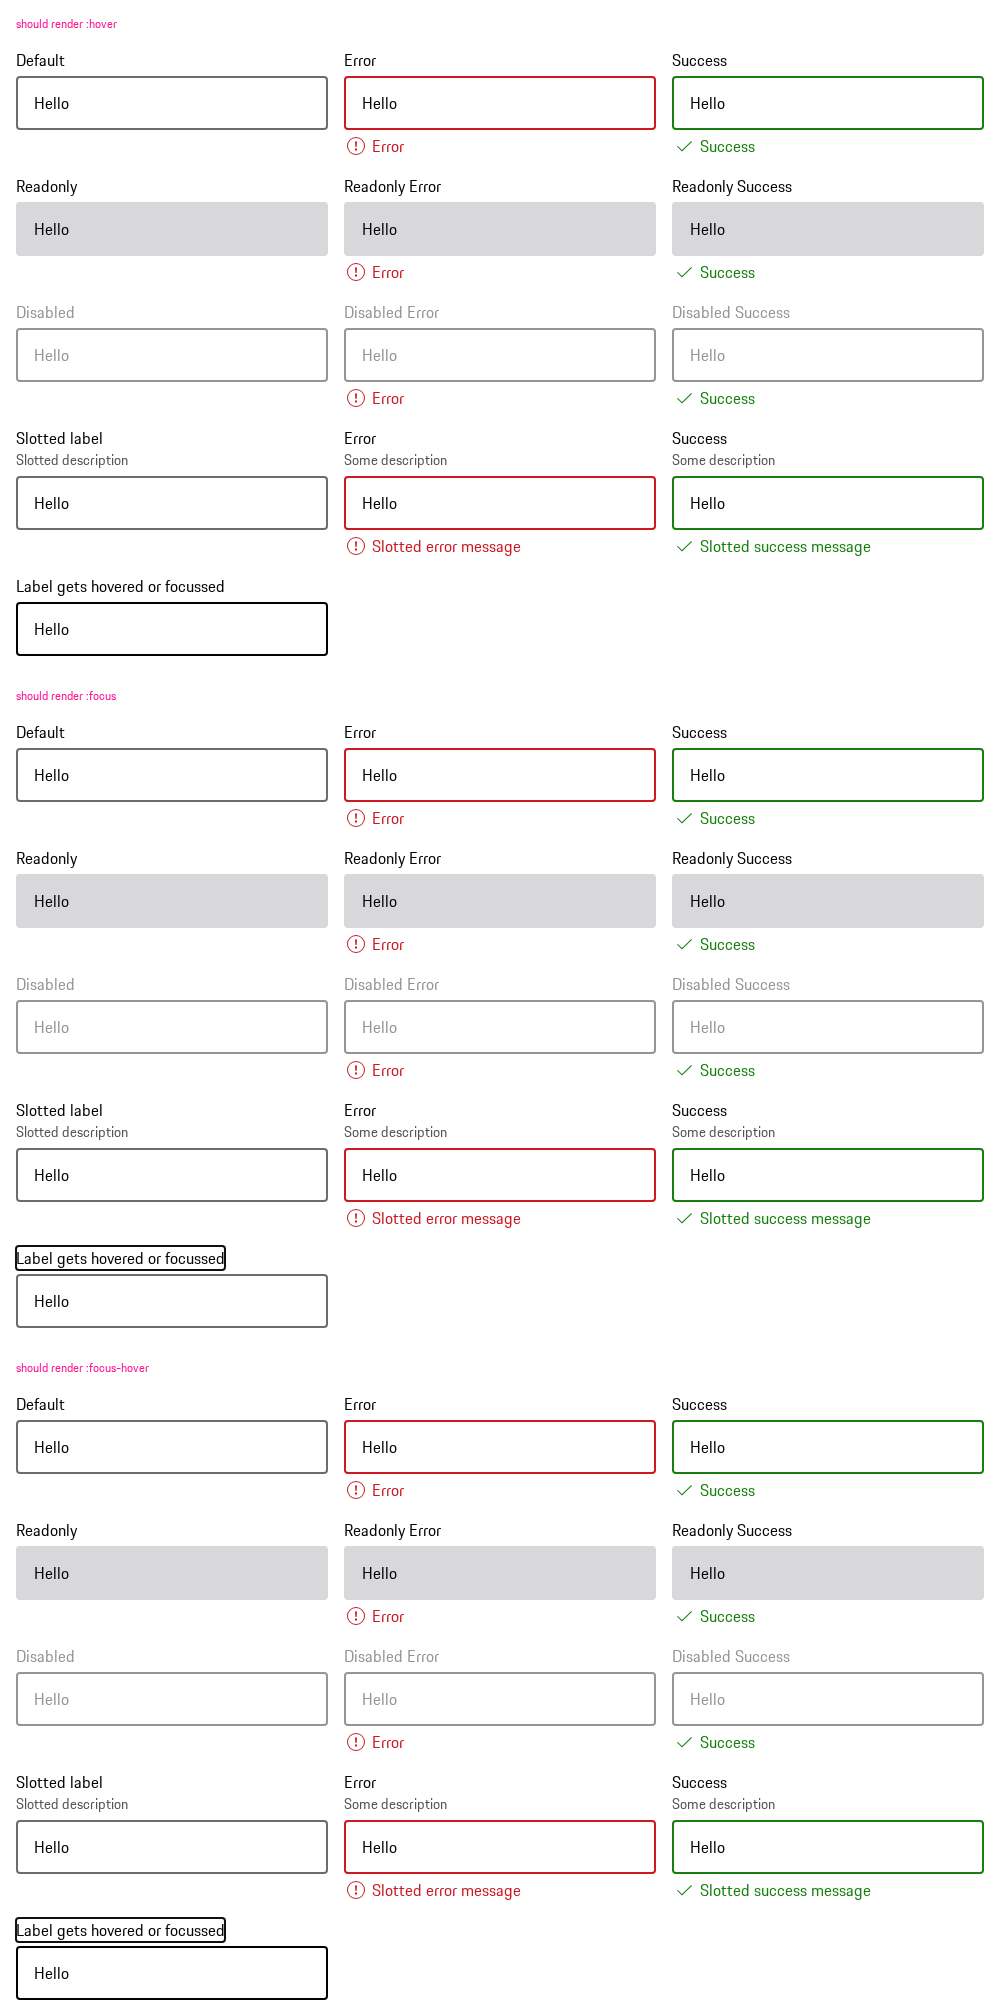 should render :hover
Default Error Success
Hello Hello Hello
Error Success
Readonly Readonly Error Readonly Success
Hello Hello Hello
Error Success
Disabled Disabled Error Disabled Success
Hello Hello Hello
Error Success
Slotted label Error Success
Slotted description Some description Some description
Hello Hello Hello
Slotted error message Slotted success message
Label gets hovered or focussed
Hello
should render :focus
Default Error Success
Hello Hello Hello
Error Success
Readonly Readonly Error Readonly Success
Hello Hello Hello
Error Success
Disabled Disabled Error Disabled Success
Hello Hello Hello
Error Success
Slotted label Error Success
Slotted description Some description Some description
Hello Hello Hello
Slotted error message Slotted success message
Label gets hovered or focussed
Hello
should render :focus-hover
Default Error Success
Hello Hello Hello
Error Success
Readonly Readonly Error Readonly Success
Hello Hello Hello
Error Success
Disabled Disabled Error Disabled Success
Hello Hello Hello
Error Success
Slotted label Error Success
Slotted description Some description Some description
Hello Hello Hello
Slotted error message Slotted success message
Label gets hovered or focussed
Hello